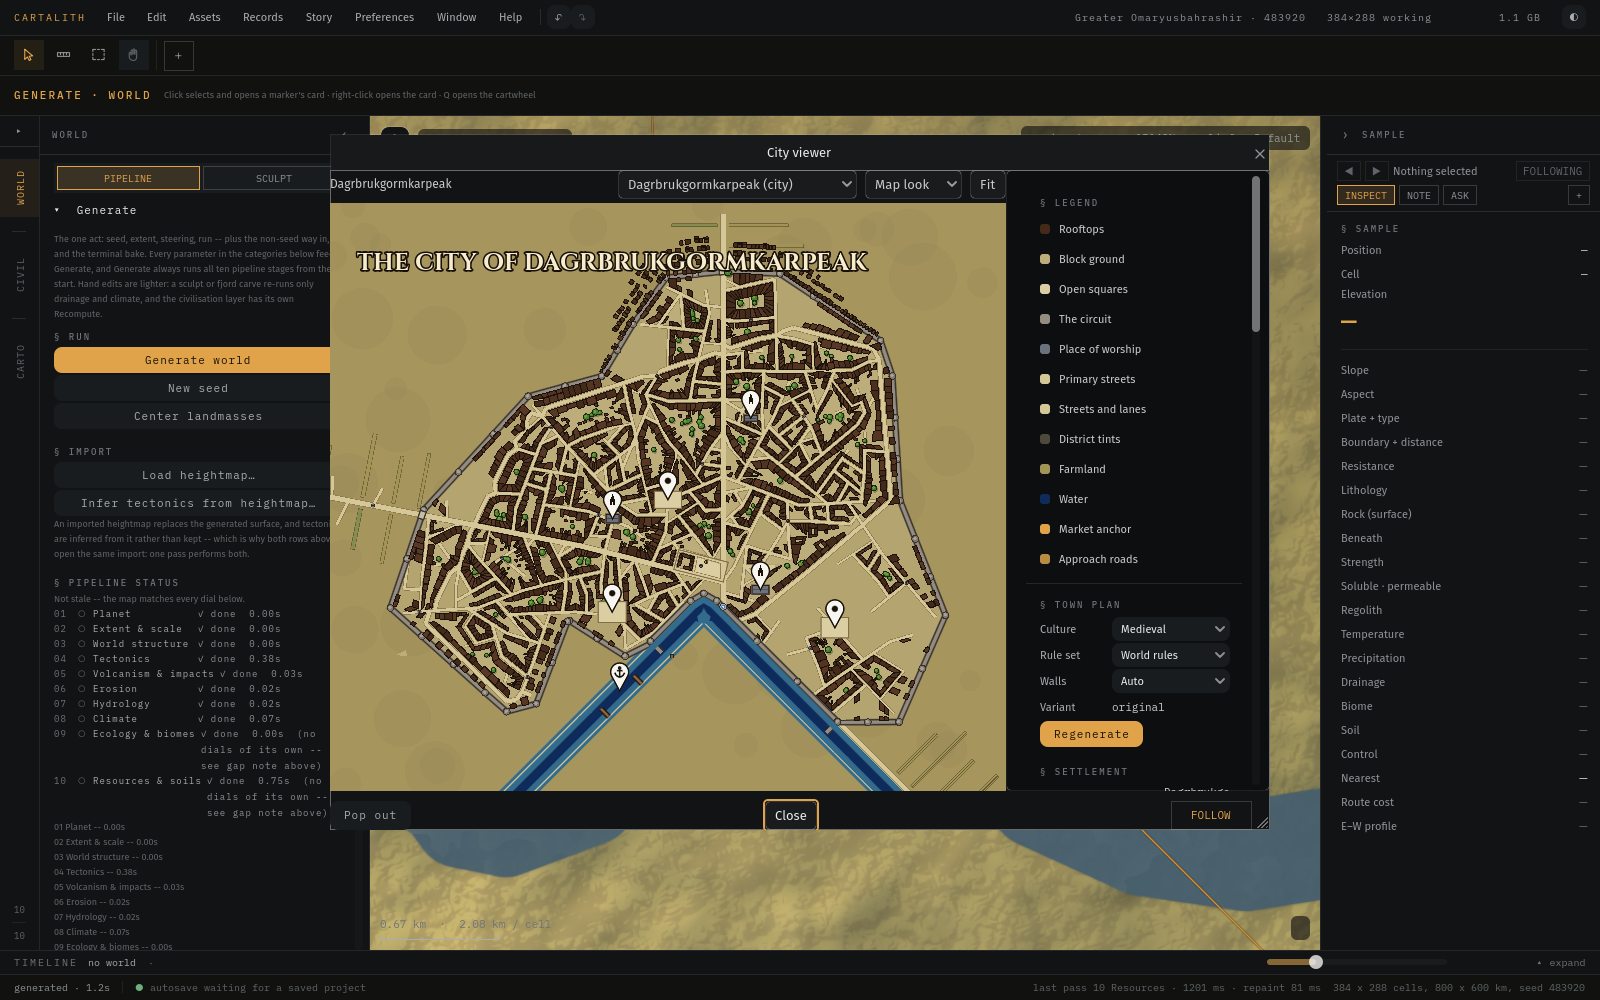 CARTALITH File Edit Assets Records Story Preferences Window Help
Greater Omaryusbahrashir · 483920 384×288 working 1.1 GB
+
GENERATE · WORLD Click selects and opens a marker's card · right-click opens the card · Q opens the cartwheel
WORLD
CIVIL
CARTO
10
10
WORLD
PIPELINE SCULPT
Generate
The one act: seed, extent, steering, run -- plus the non-seed way in,
and the terminal bake. Every parameter in the categories below fee
Generate, and Generate always runs all ten pipeline stages from the
start. Hand edits are lighter: a sculpt or fjord carve re-runs only
drainage and climate, and the civilisation layer has its own
Recompute.
§ RUN
Generate world
New seed
Center landmasses
§ IMPORT
Load heightmap…
Infer tectonics from heightmap…
An imported heightmap replaces the generated surface, and tecton
are inferred from it rather than kept -- which is why both rows abov
open the same import: one pass performs both.
§ PIPELINE STATUS
Not stale -- the map matches every dial below.
01 ○ Planet √ done 0.00s
02 ○ Extent & scale √ done 0.00s
03 ○ World structure √ done 0.00s
04 ○ Tectonics √ done 0.38s
05 ○ Volcanism & impacts √ done 0.03s
06 ○ Erosion √ done 0.02s
07 ○ Hydrology √ done 0.02s
08 ○ Climate √ done 0.07s
09 ○ Ecology & biomes √ done 0.00s (no
dials of its own --
see gap note above)
10 ○ Resources & soils √ done 0.75s (no
dials of its own --
see gap note above)
01 Planet -- 0.00s
02 Extent & scale -- 0.00s
03 World structure -- 0.00s
04 Tectonics -- 0.38s
05 Volcanism & impacts -- 0.03s
06 Erosion -- 0.02s
07 Hydrology -- 0.02s
08 Climate -- 0.07s
09 Ecology & biomes -- 0.00s
City viewer
Dagrbrukgormkarpeak Dagrbrukgormkarpeak (city) Map look Fit
THE CITY OF DAGRBRUKGORMKARPEAK
§ LEGEND
Rooftops
Block ground
Open squares
The circuit
Place of worship
Primary streets
Streets and lanes
District tints
Farmland
Water
Market anchor
Approach roads
§ TOWN PLAN
Culture Medieval
Rule set World rules
Walls Auto
Variant original
Regenerate
§ SETTLEMENT
Pop out Close FOLLOW
0.67 km · 2.08 km / cell
SAMPLE
Nothing selected FOLLOWING
INSPECT NOTE ASK +
§ SAMPLE
Position —
Cell —
Elevation
—
Slope —
Aspect —
Plate + type —
Boundary + distance —
Resistance —
Lithology —
Rock (surface) —
Beneath —
Strength —
Soluble · permeable —
Regolith —
Temperature —
Precipitation —
Drainage —
Biome —
Soil —
Control —
Nearest —
Route cost —
E–W profile —
TIMELINE no world · expand
generated · 1.2s autosave waiting for a saved project
last pass 10 Resources · 1201 ms · repaint 81 ms 384 x 288 cells, 800 x 600 km, seed 483920